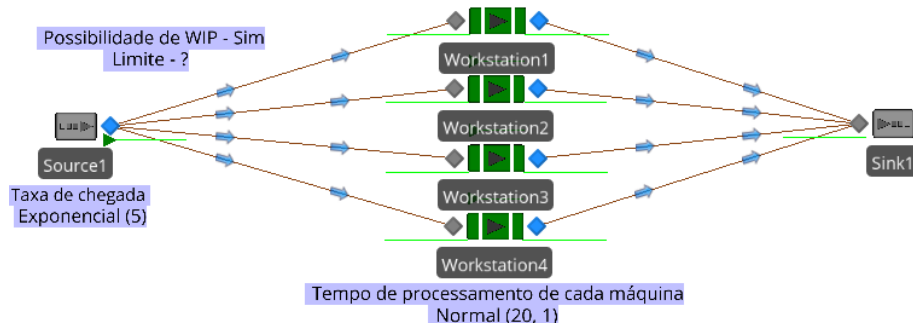 Possibilidade de WIP - Sim
Limite - ?
Workstation1
Workstation2
Source1
Workstation3
Sink1
Taxa de chegada
Exponencial (5)
Workstation4
Tempo de processamento de cada máquina
Normal (20, 1)